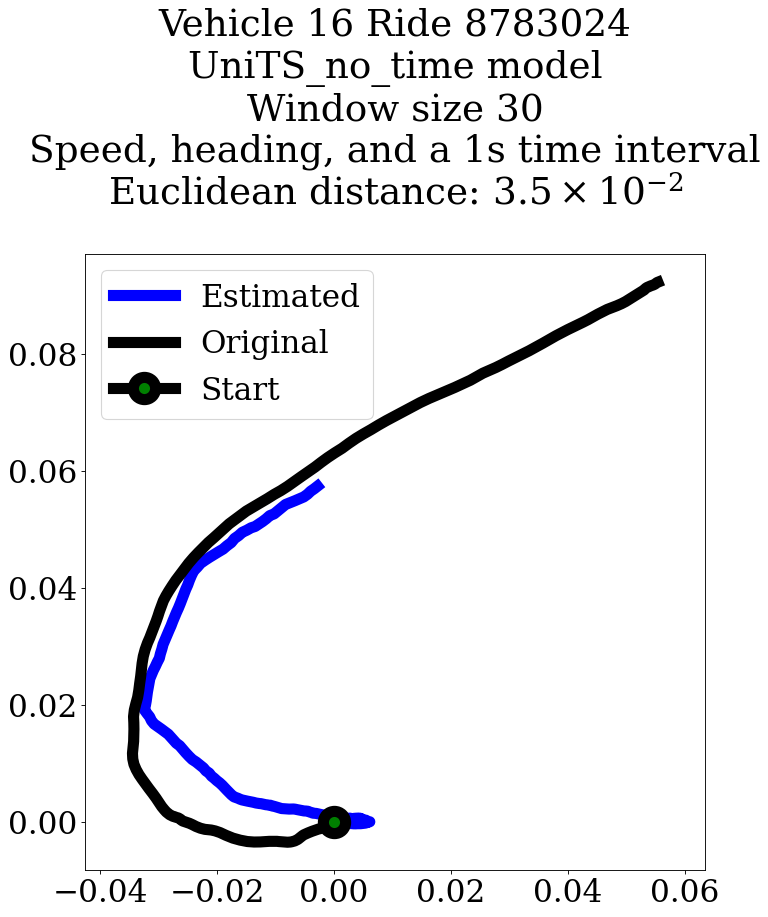 Vehicle 16 Ride 8783024
UniTS_no_time model
Window size 30
Speed, heading, and a 1s time interval
Euclidean distance: 3.5 × 10⁻²
Estimated
Original
Start
0.08
0.06
0.04
0.02
0.00
−0.04 −0.02 0.00 0.02 0.04 0.06